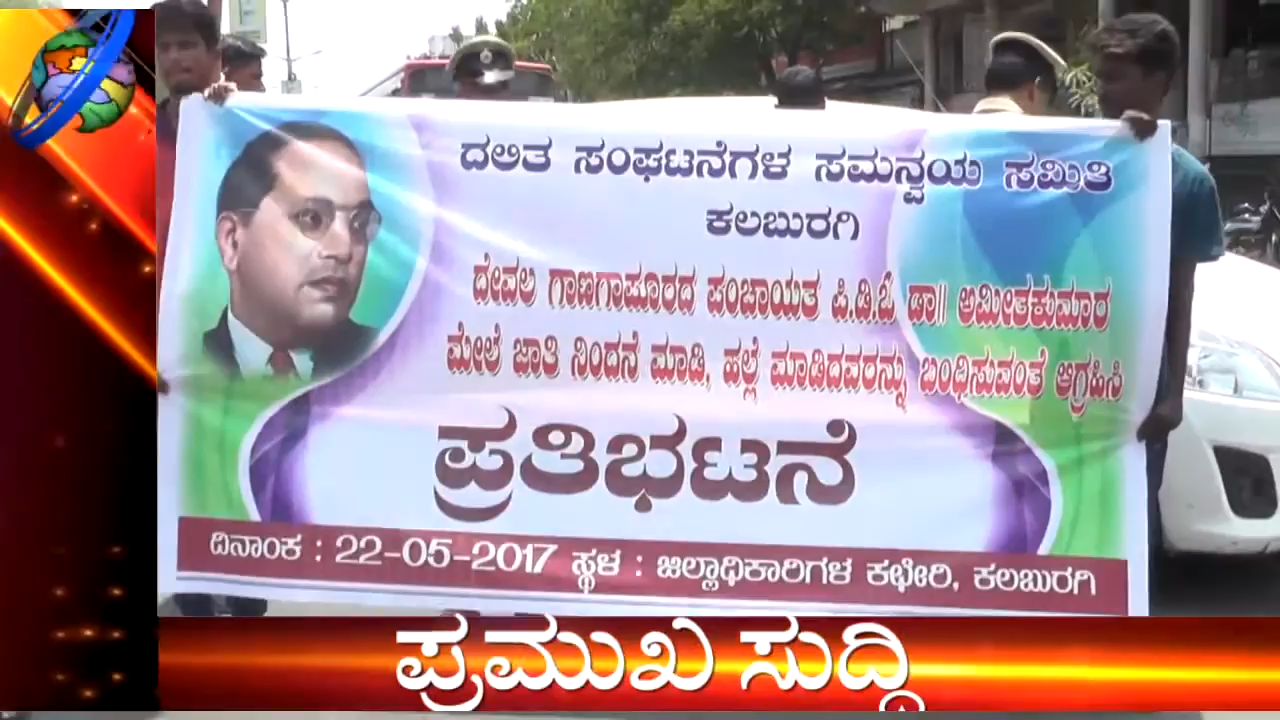 ದಲಿತ ಸಂಘಟನೆಗಳ ಸಮನ್ವಯ ಸಮಿತಿ
ಕಲಬುರಗಿ
ದೇವಲ ಗಾಣಗಾಪೂರದ ಪಂಚಾಯತ ಪಿ.ಡಿ.ಓ ಡಾ॥ ಅಮೀತಕುಮಾರ
ಮೇಲೆ ಜಾತಿ ನಿಂದನೆ ಮಾಡಿ, ಹಲ್ಲೆ ಮಾಡಿದವರನ್ನು ಬಂಧಿಸುವಂತೆ ಆಗ್ರಹಿಸಿ
ಪ್ರತಿಭಟನೆ
ದಿನಾಂಕ : 22-05-2017 ಸ್ಥಳ : ಜಿಲ್ಲಾಧಿಕಾರಿಗಳ ಕಛೇರಿ, ಕಲಬುರಗಿ
ಪ್ರಮುಖ ಸುದ್ದಿ